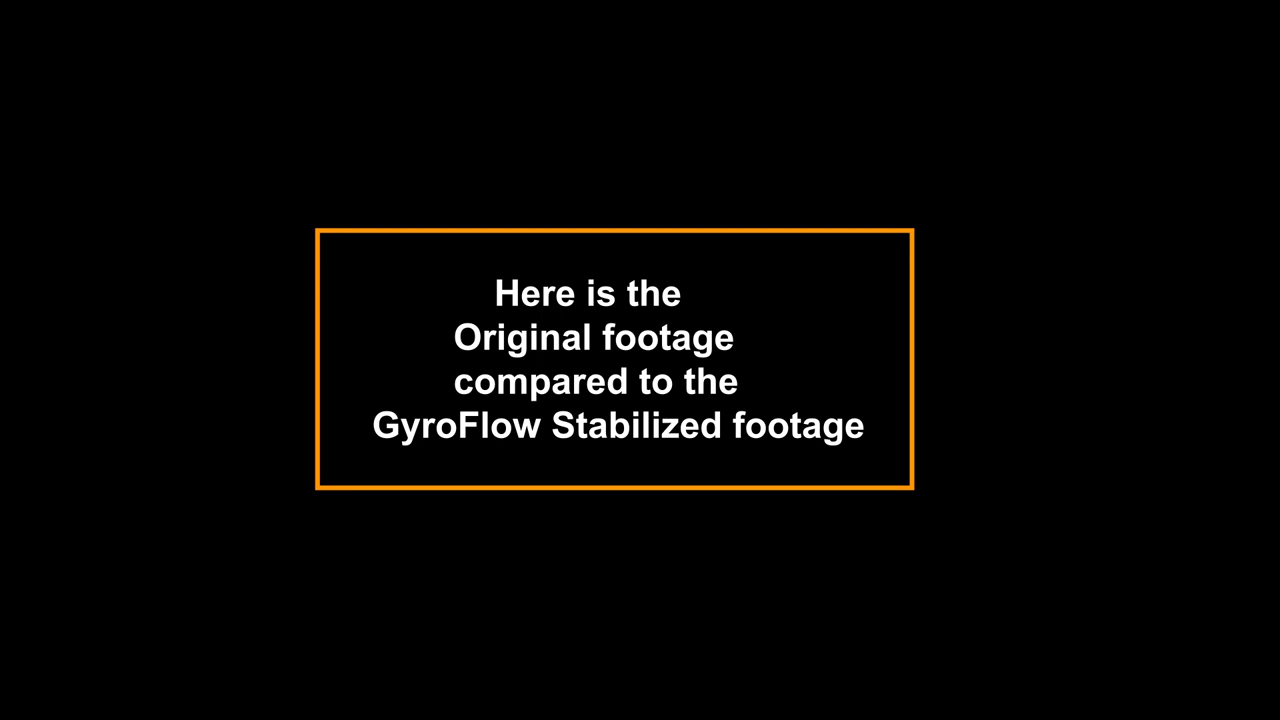 Here is the
Original footage
compared to the
GyroFlow Stabilized footage